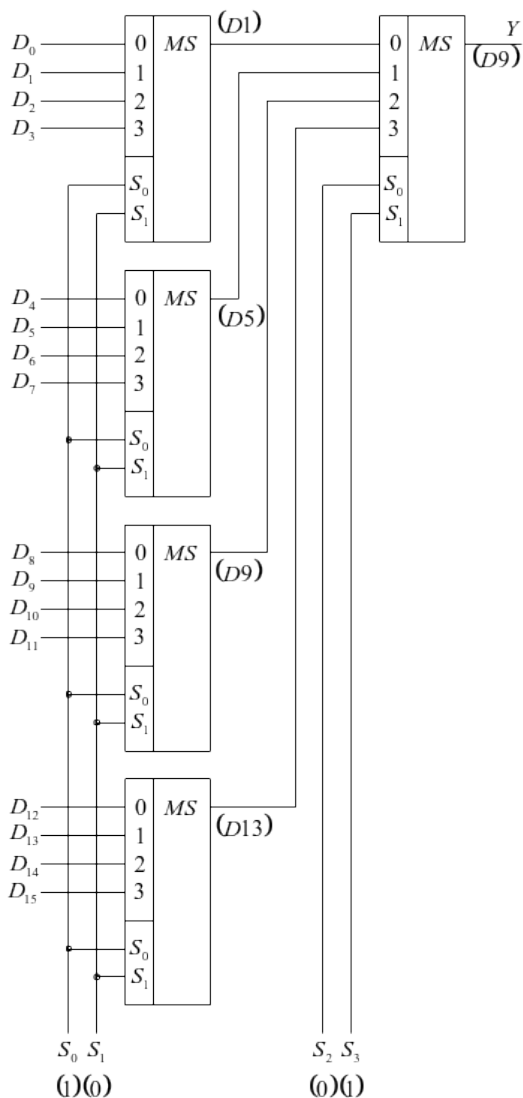 (D1)
Y
D0 0 MS 0 MS
(D9)
D1 1 1
D2 2 2
D3 3 3
S0 S0
S1 S1
D4 0 MS
(D5)
D5 1
D6 2
D7 3
S0
S1
D8 0 MS
(D9)
D9 1
D10 2
D11 3
S0
S1
D12 0 MS
(D13)
D13 1
D14 2
D15 3
S0
S1
S0 S1 S2 S3
(1)(0) (0)(1)